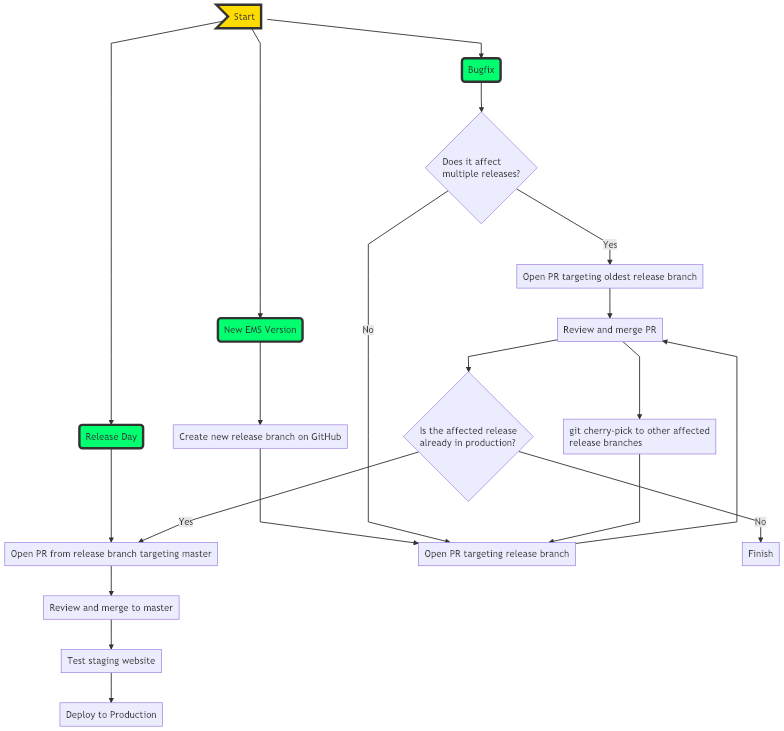 Start
Bugfix
Does it affect
multiple releases?
Yes
Open PR targeting oldest release branch
No
New EMS Version
Review and merge PR
Release Day
Create new release branch on GitHub
Is the affected release
already in production?
git cherry-pick to other affected
release branches
Yes
No
Open PR from release branch targeting master
Open PR targeting release branch
Finish
Review and merge to master
Test staging website
Deploy to Production